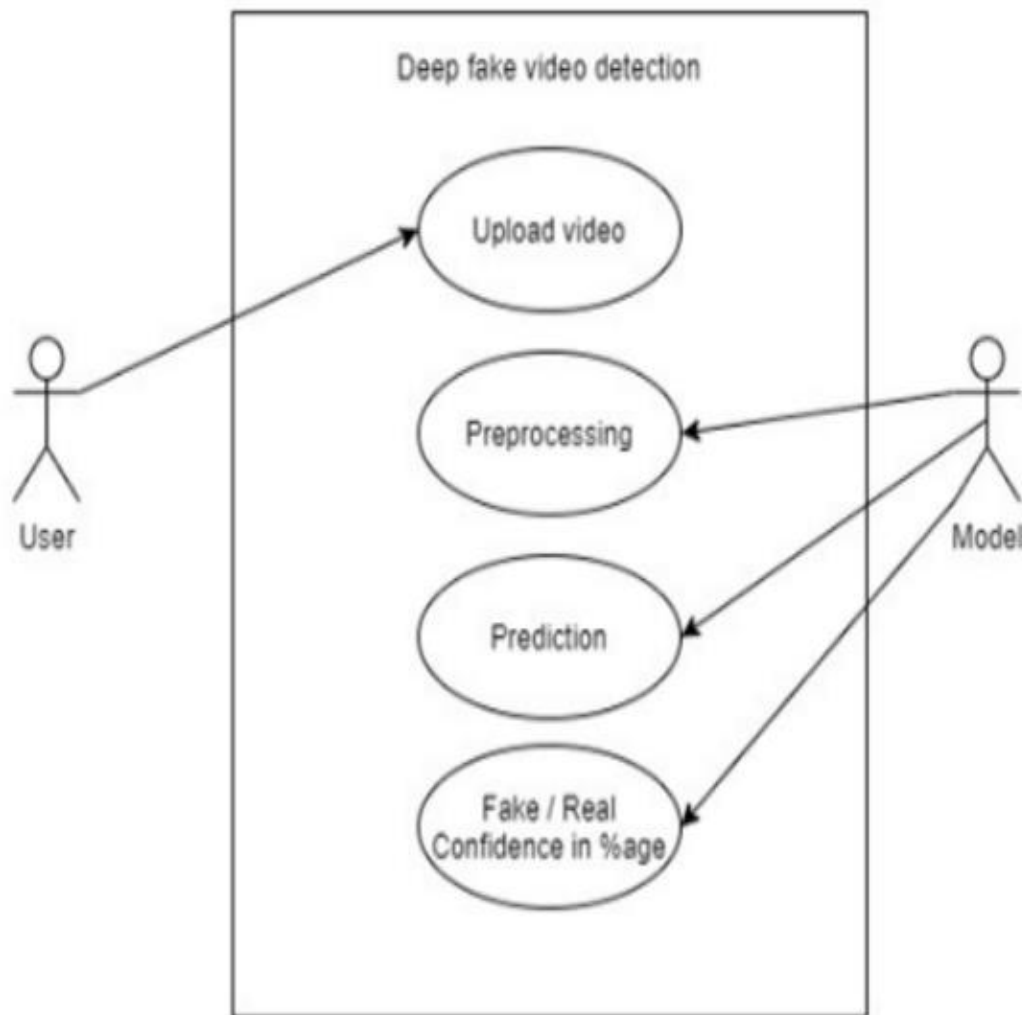 Deep fake video detection
Upload video
Preprocessing
User
Model
Prediction
Fake / Real
Confidence in %age